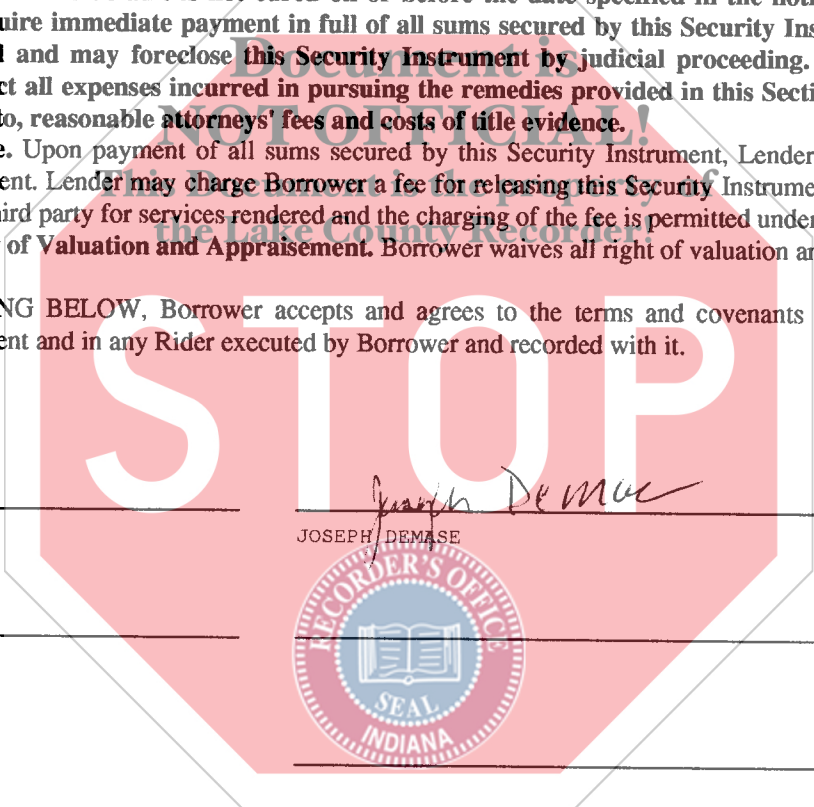 uire immediate payment in full of all sums secured by this Security Ins
l and may foreclose this Security Instrument by judicial proceeding.
ct all expenses incurred in pursuing the remedies provided in this Secti
to, reasonable attorneys' fees and costs of title evidence.
e. Upon payment of all sums secured by this Security Instrument, Lender
ent. Lender may charge Borrower a fee for releasing this Security Instrume
hird party for services rendered and the charging of the fee is permitted under
r of Valuation and Appraisement. Borrower waives all right of valuation a
NG BELOW, Borrower accepts and agrees to the terms and covenants
ent and in any Rider executed by Borrower and recorded with it.
Document is
NOT OFFICIAL!
This Document is the property of
the Lake County Recorder!
STOP
Joseph Demase
JOSEPH DEMASE
RECORDER'S OFFICE
SEAL
INDIANA